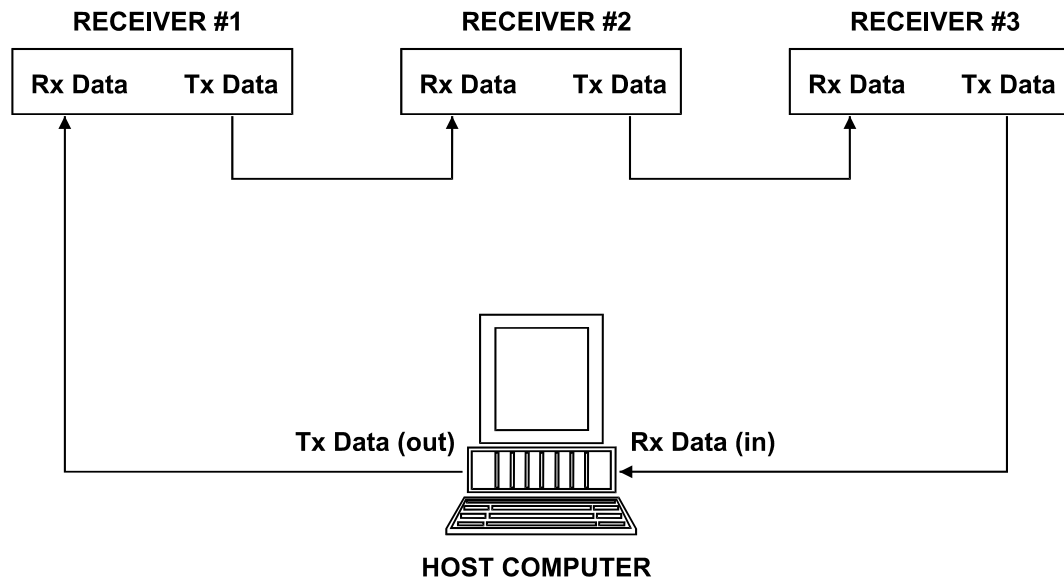 RECEIVER #1 RECEIVER #2 RECEIVER #3
Rx Data Tx Data Rx Data Tx Data Rx Data Tx Data
Tx Data (out) Rx Data (in)
HOST COMPUTER